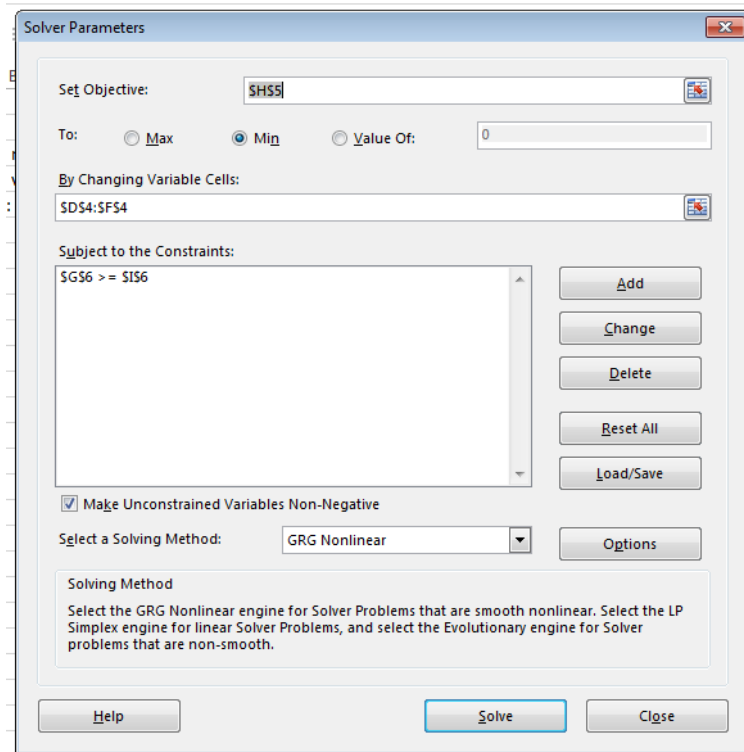 Solver Parameters
Set Objective: $H$5
To: Max Min Value Of: 0
By Changing Variable Cells:
$D$4:$F$4
Subject to the Constraints:
$G$6 >= $I$6
Add
Change
Delete
Reset All
Load/Save
Make Unconstrained Variables Non-Negative
Select a Solving Method: GRG Nonlinear Options
Solving Method
Select the GRG Nonlinear engine for Solver Problems that are smooth nonlinear. Select the LP
Simplex engine for linear Solver Problems, and select the Evolutionary engine for Solver
problems that are non-smooth.
Help Solve Close